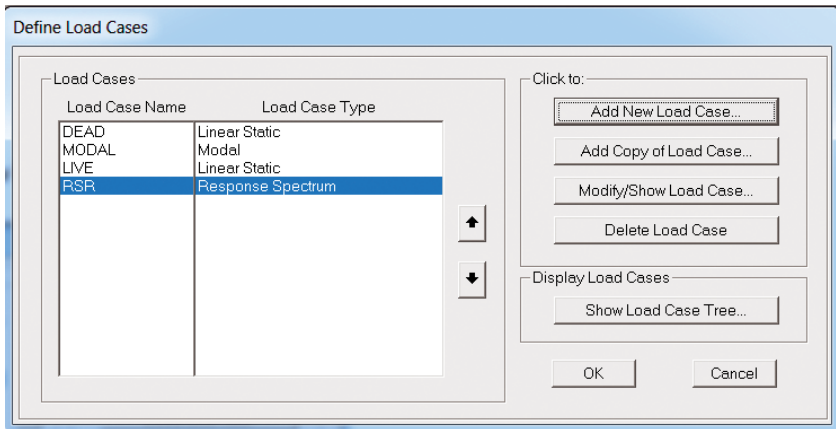 Define Load Cases
Load Cases
Load Case Name Load Case Type
DEAD Linear Static
MODAL Modal
LIVE Linear Static
RSR Response Spectrum
Click to:
Add New Load Case...
Add Copy of Load Case...
Modify/Show Load Case...
Delete Load Case
Display Load Cases
Show Load Case Tree...
OK Cancel